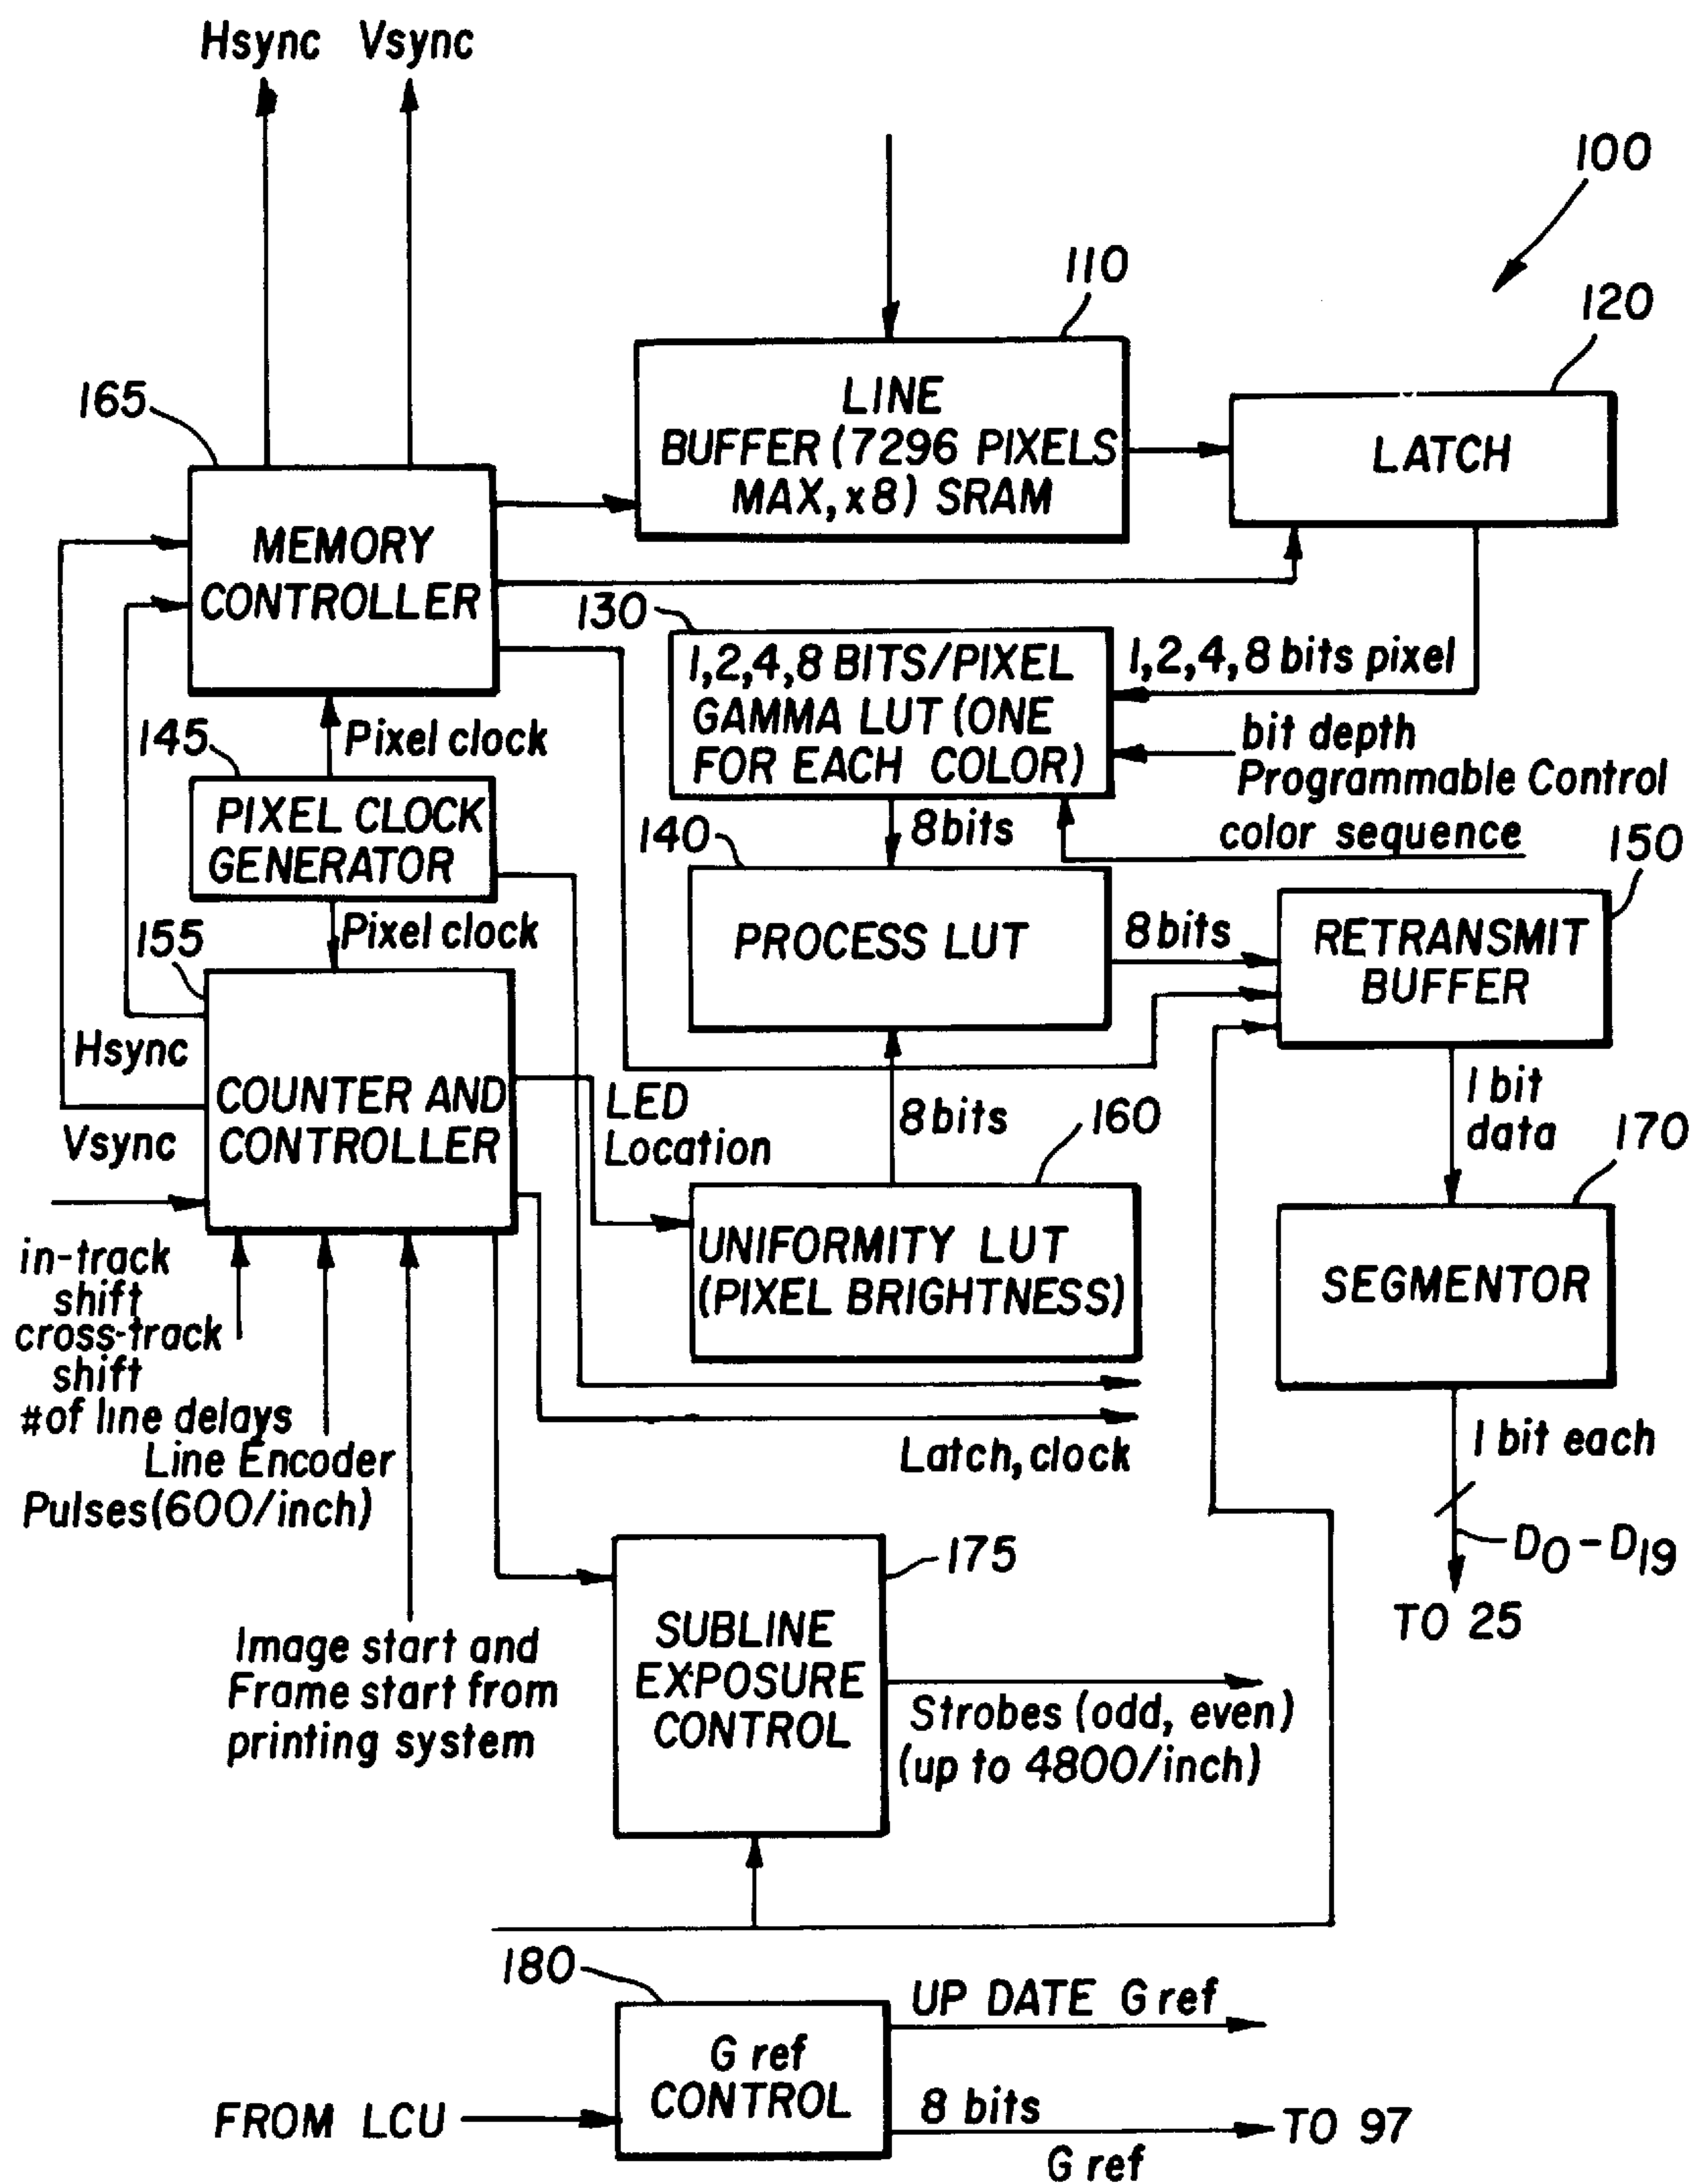 Hsync Vsync
100
110
120
165
LINE
BUFFER (7296 PIXELS
MAX, x8) SRAM
LATCH
MEMORY
CONTROLLER
130
1,2,4,8 BITS/PIXEL
GAMMA LUT (ONE
FOR EACH COLOR)
1,2,4,8 bits pixel
bit depth
Programmable Control
color sequence
145
Pixel clock
PIXEL CLOCK
GENERATOR
8 bits
140
150
Pixel clock
155
PROCESS LUT
8 bits
RETRANSMIT
BUFFER
Hsync
COUNTER AND
CONTROLLER
Vsync
LED
Location
8 bits
160
1 bit
data
170
UNIFORMITY LUT
(PIXEL BRIGHTNESS)
SEGMENTOR
in-track
shift
cross-track
shift
#of line delays
Line Encoder
Pulses (600/inch)
Latch, clock
1 bit each
D0-D19
TO 25
175
Image start and
Frame start from
printing system
SUBLINE
EXPOSURE
CONTROL
Strobes (odd, even)
(up to 4800/inch)
180
UP DATE G ref
G ref
CONTROL
FROM LCU
8 bits
TO 97
G ref